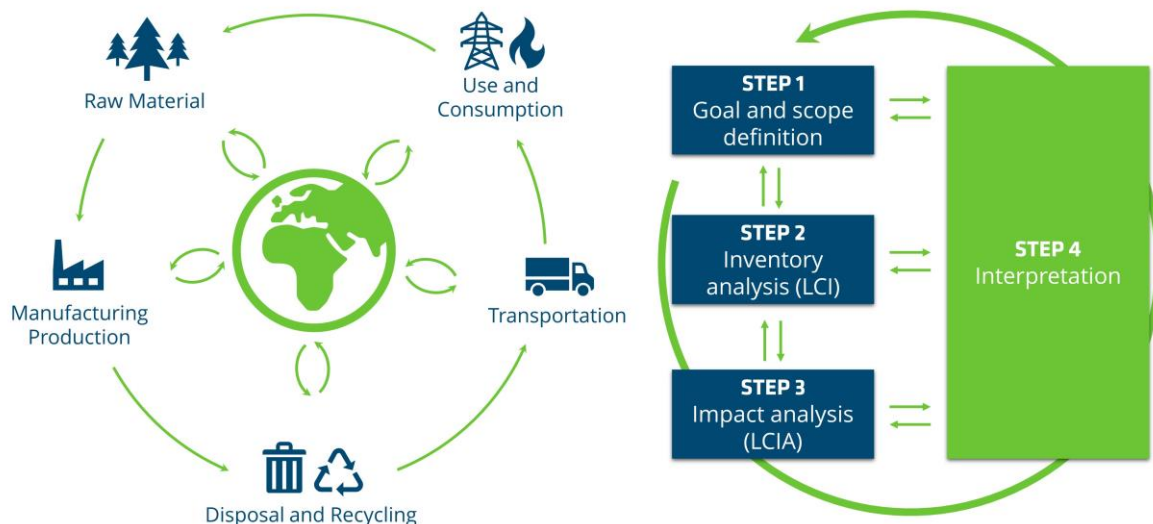 Raw Material
Use and
Consumption
Manufacturing
Production
Transportation
Disposal and Recycling
STEP 1
Goal and scope
definition
STEP 2
Inventory
analysis (LCI)
STEP 3
Impact analysis
(LCIA)
STEP 4
Interpretation